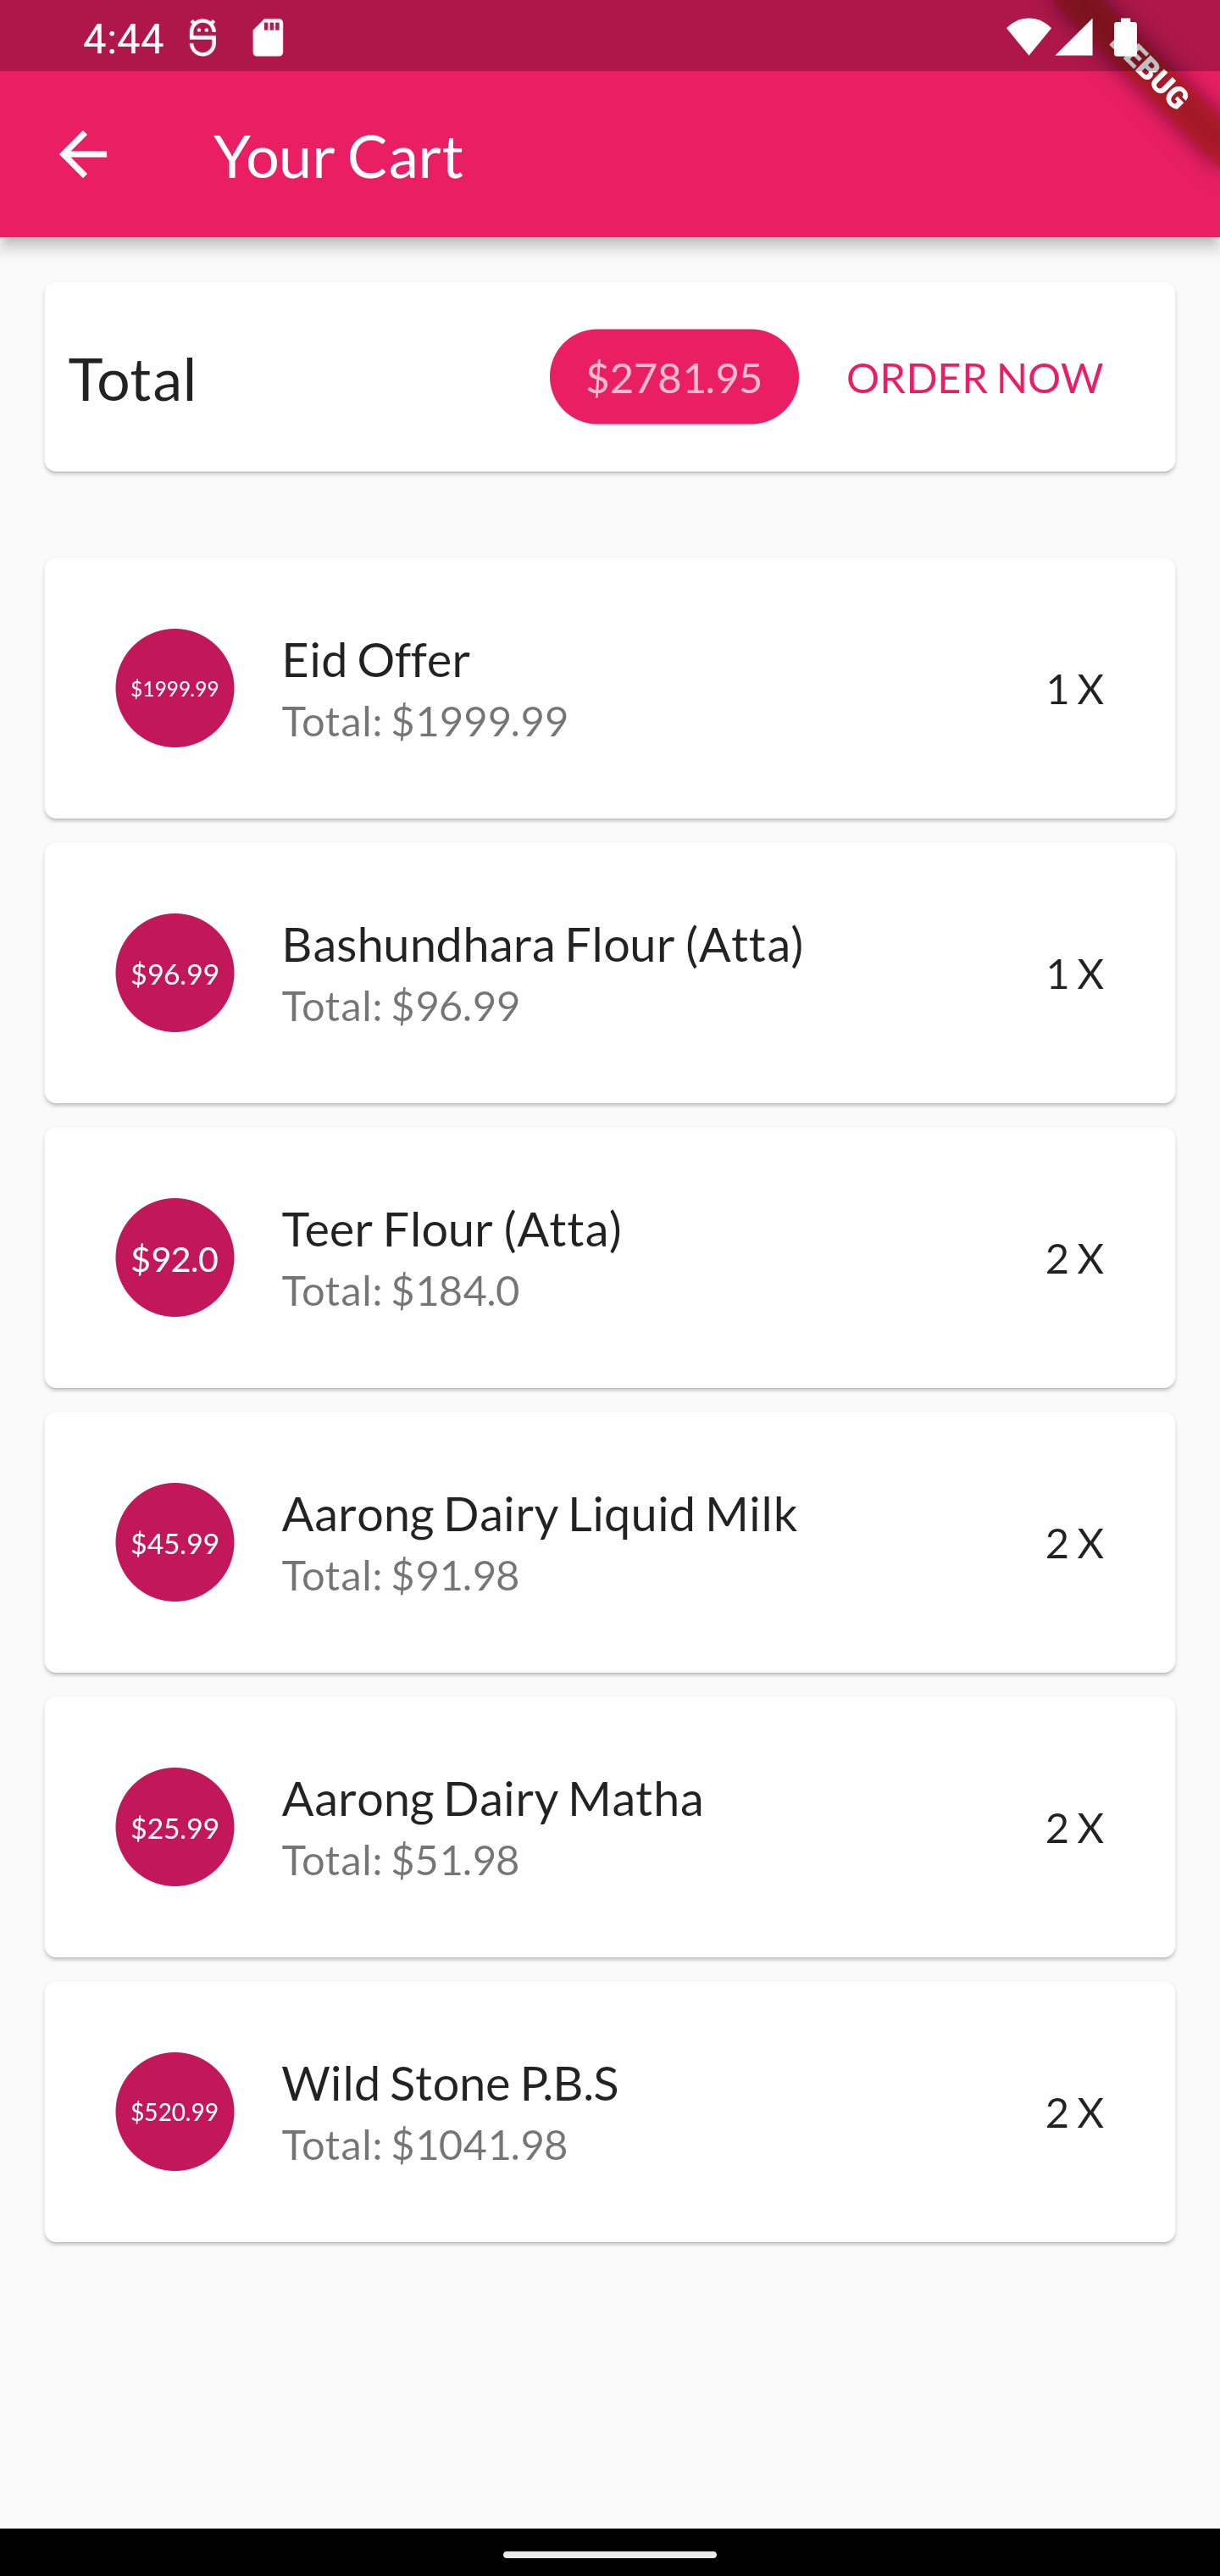 4:44
DEBUG
Your Cart
Total $2781.95 ORDER NOW
$1999.99 Eid Offer 1 X
Total: $1999.99
$96.99 Bashundhara Flour (Atta) 1 X
Total: $96.99
$92.0 Teer Flour (Atta) 2 X
Total: $184.0
$45.99 Aarong Dairy Liquid Milk 2 X
Total: $91.98
$25.99 Aarong Dairy Matha 2 X
Total: $51.98
$520.99 Wild Stone P.B.S 2 X
Total: $1041.98